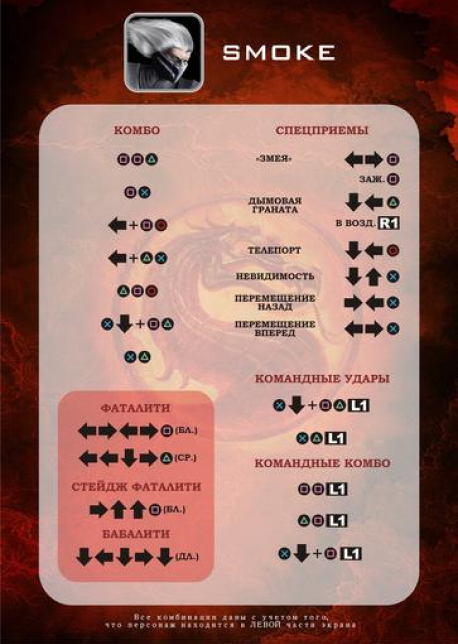 SMOKE
КОМБО
СПЕЦПРИЕМЫ
«ЗМЕЯ»
ЗАЖ.
ДЫМОВАЯ
ГРАНАТА
В ВОЗД. R1
ТЕЛЕПОРТ
НЕВИДИМОСТЬ
ПЕРЕМЕЩЕНИЕ
НАЗАД
ПЕРЕМЕЩЕНИЕ
ВПЕРЕД
КОМАНДНЫЕ УДАРЫ
+ L1
L1
КОМАНДНЫЕ КОМБО
L1
L1
+ L1
ФАТАЛИТИ
(БЛ.)
(СР.)
СТЕЙДЖ ФАТАЛИТИ
(БЛ.)
БАБАЛИТИ
(ДЛ.)
Все комбинации даны с учетом того,
что персонаж находится в ЛЕВОЙ части экрана